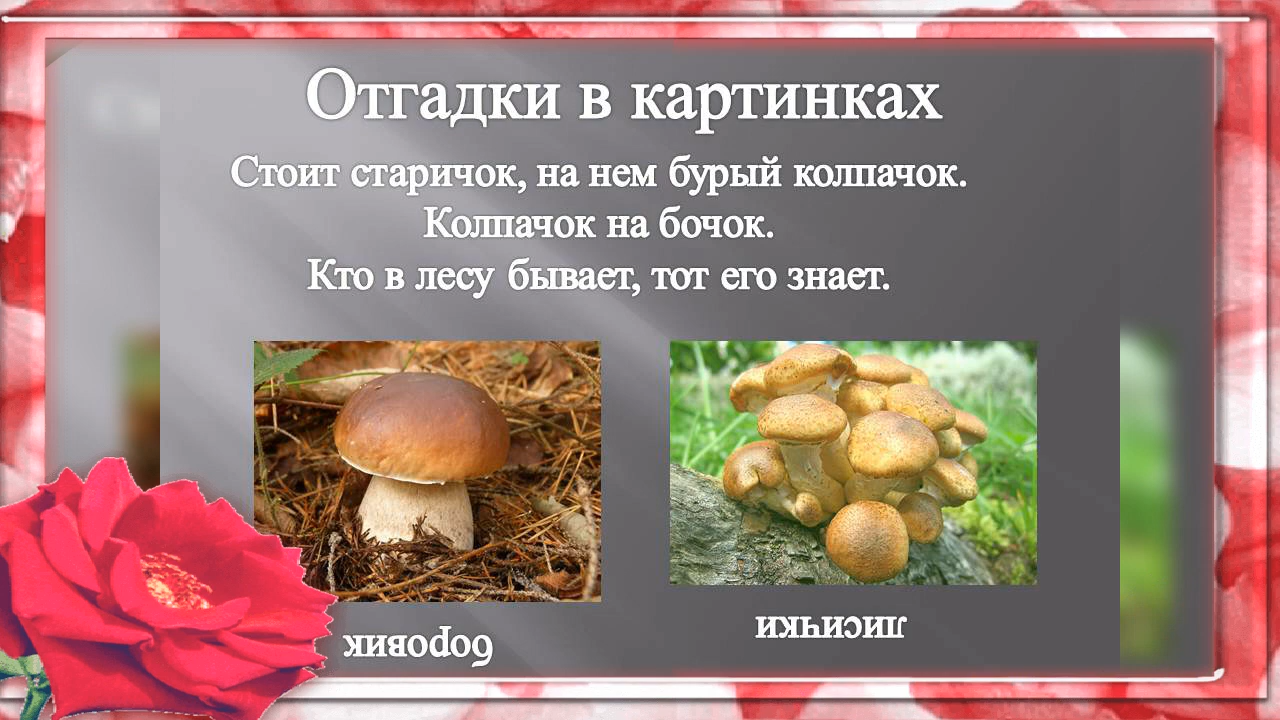 Отгадки в картинках
Стоит старичок, на нем бурый колпачок.
Колпачок на бочок.
Кто в лесу бывает, тот его знает.
боровик
лисички